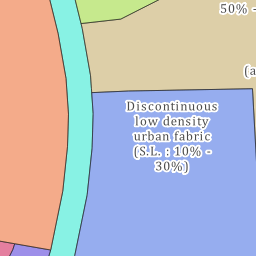 50% -
(a
Discontinuous
low density
urban fabric
(S.L. : 10% -
30%)